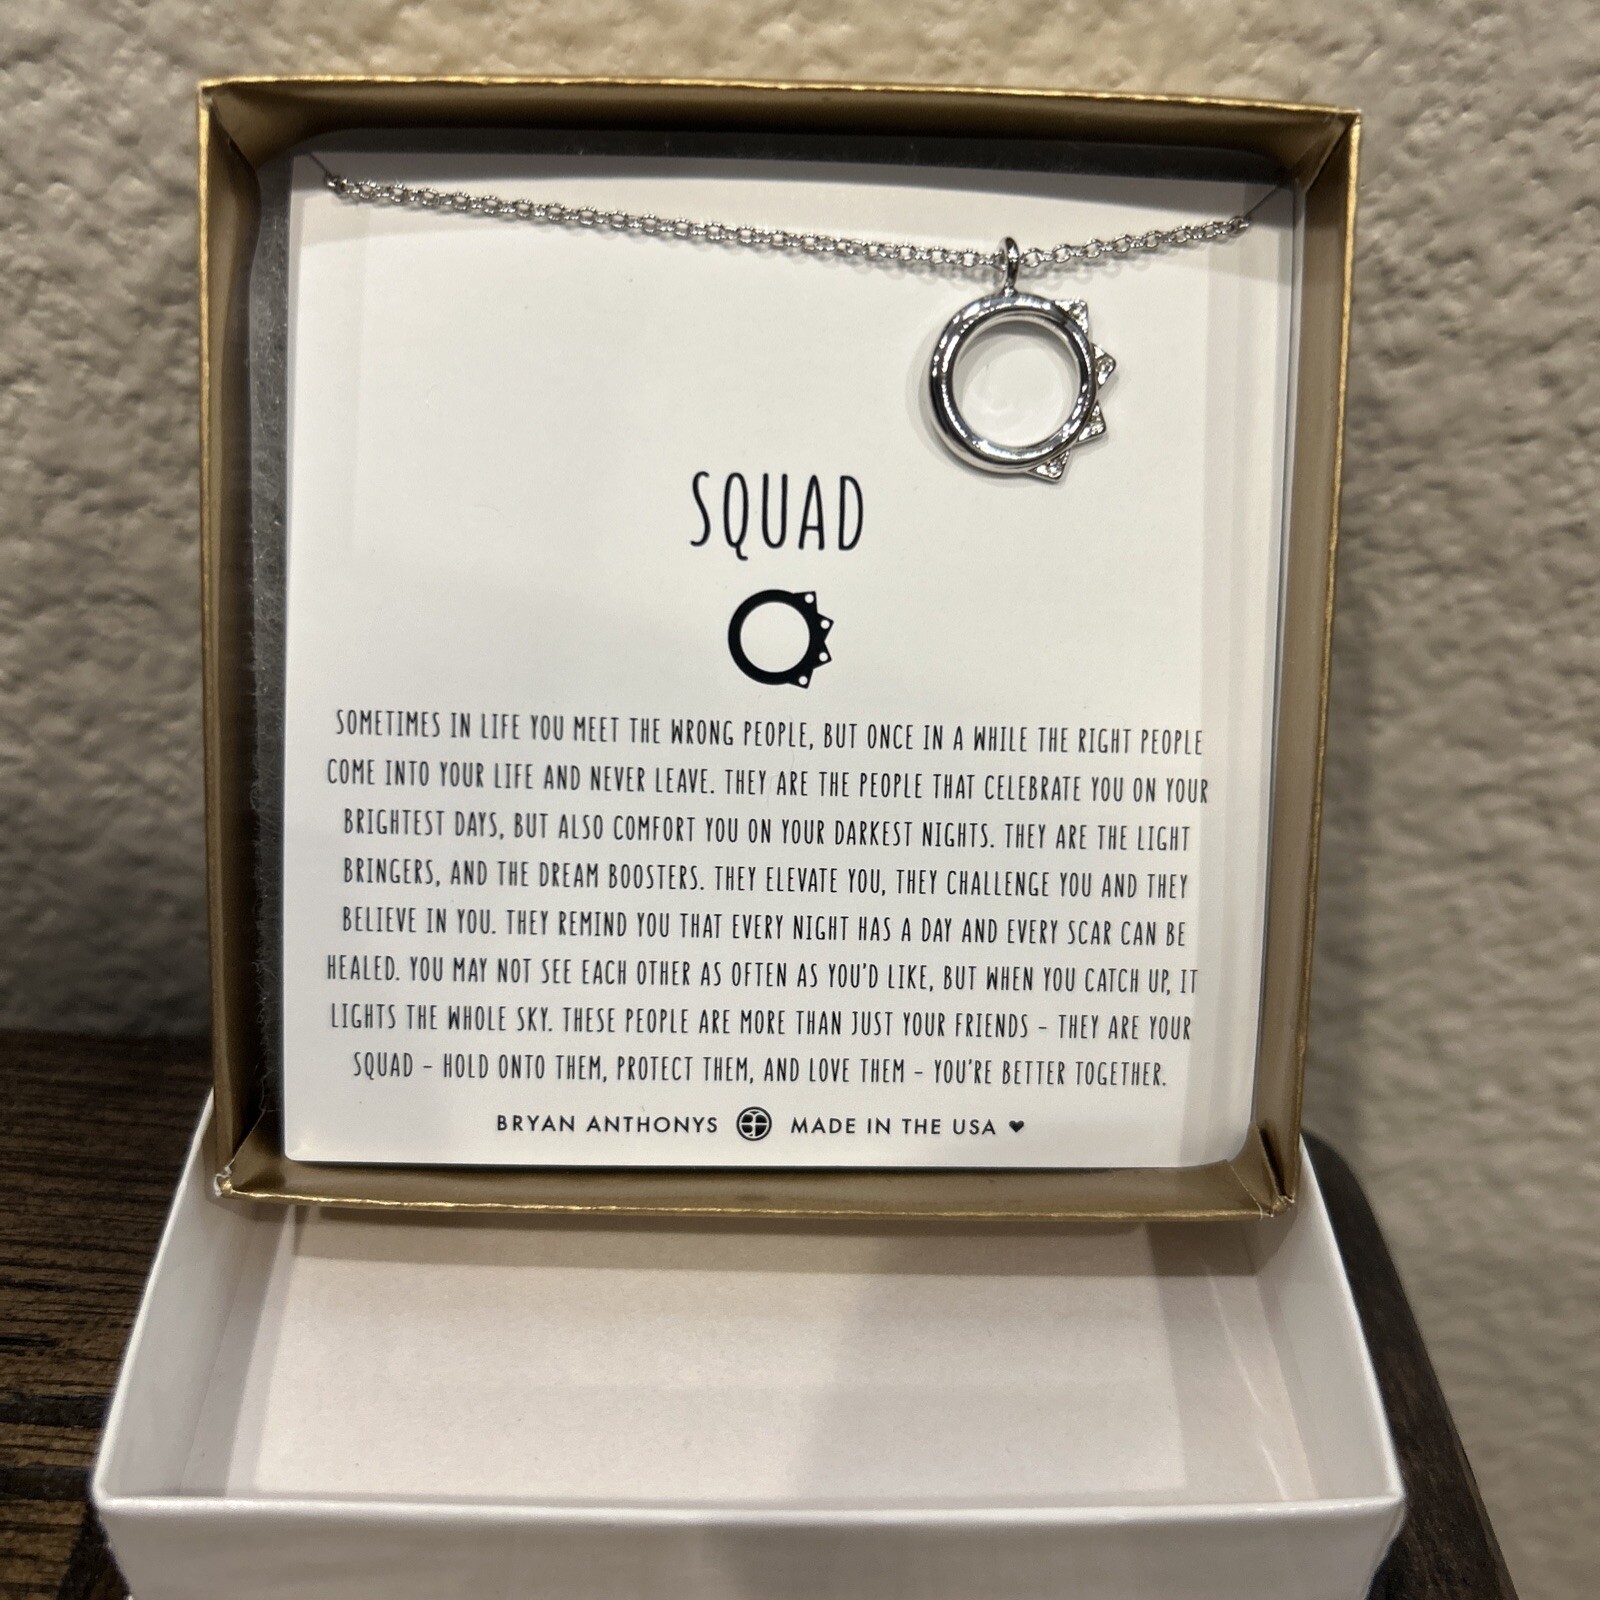 SQUAD
SOMETIMES IN LIFE YOU MEET THE WRONG PEOPLE, BUT ONCE IN A WHILE THE RIGHT PEOPLE
COME INTO YOUR LIFE AND NEVER LEAVE. THEY ARE THE PEOPLE THAT CELEBRATE YOU ON YOUR
BRIGHTEST DAYS, BUT ALSO COMFORT YOU ON YOUR DARKEST NIGHTS. THEY ARE THE LIGHT
BRINGERS, AND THE DREAM BOOSTERS. THEY ELEVATE YOU, THEY CHALLENGE YOU AND THEY
BELIEVE IN YOU. THEY REMIND YOU THAT EVERY NIGHT HAS A DAY AND EVERY SCAR CAN BE
HEALED. YOU MAY NOT SEE EACH OTHER AS OFTEN AS YOU'D LIKE, BUT WHEN YOU CATCH UP, IT
LIGHTS THE WHOLE SKY. THESE PEOPLE ARE MORE THAN JUST YOUR FRIENDS – THEY ARE YOUR
SQUAD – HOLD ONTO THEM, PROTECT THEM, AND LOVE THEM – YOU'RE BETTER TOGETHER.
BRYAN ANTHONYS MADE IN THE USA ♥